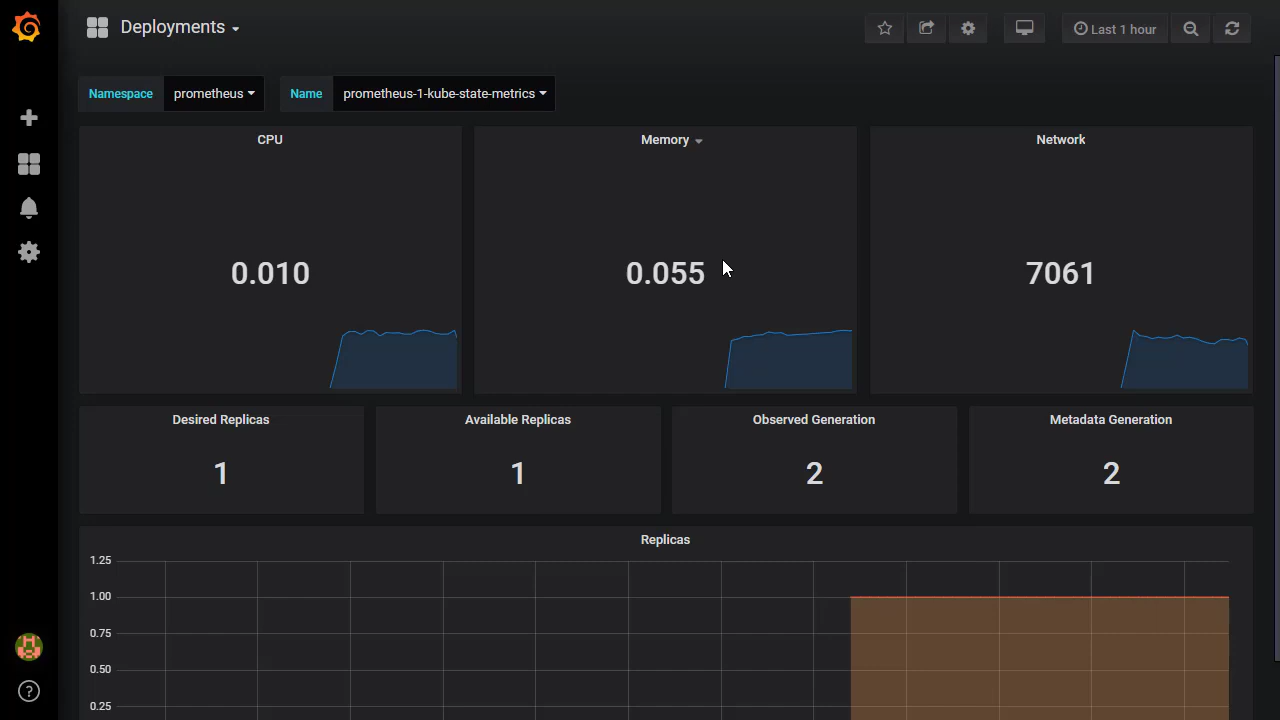 Deployments
Last 1 hour
Namespace prometheus Name prometheus-1-kube-state-metrics
CPU Memory Network
0.010 0.055 7061
Desired Replicas Available Replicas Observed Generation Metadata Generation
1 1 2 2
Replicas
1.25
1.00
0.75
0.50
0.25